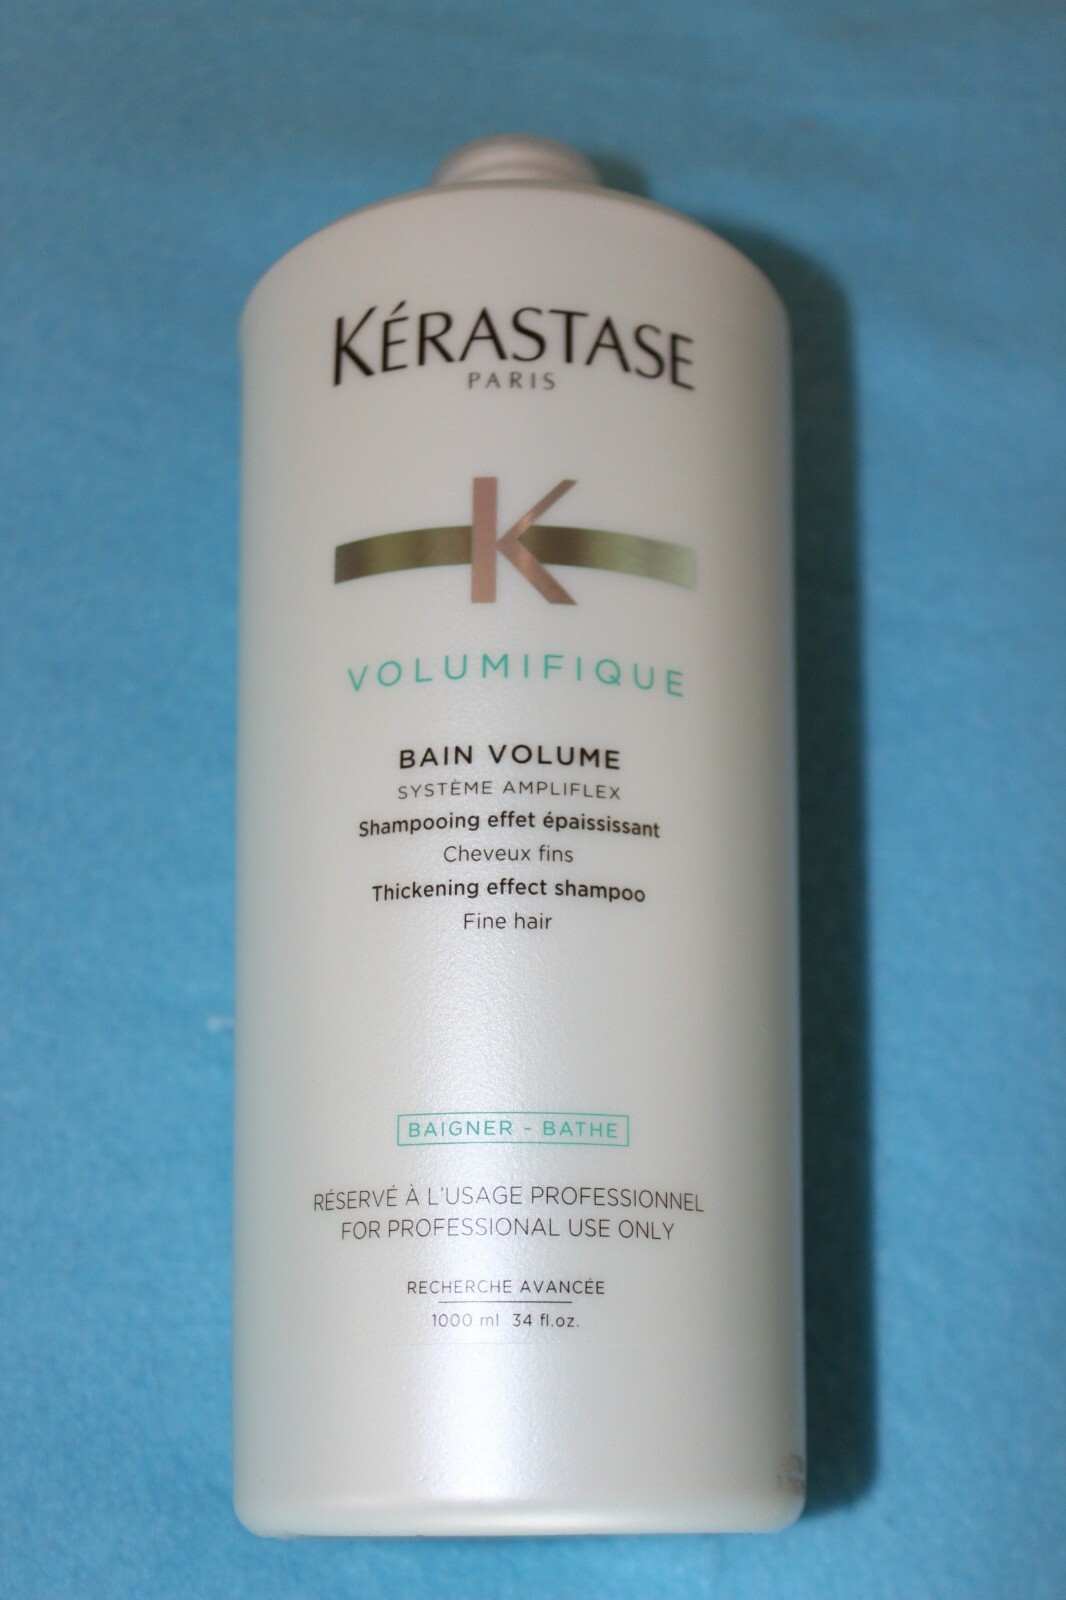 KÉRASTASE
PARIS
K
VOLUMIFIQUE
BAIN VOLUME
SYSTÈME AMPLIFLEX
Shampooing effet épaississant
Cheveux fins
Thickening effect shampoo
Fine hair
BAIGNER - BATHE
RÉSERVÉ À L'USAGE PROFESSIONNEL
FOR PROFESSIONAL USE ONLY
RECHERCHE AVANCÉE
1000 ml 34 fl.oz.